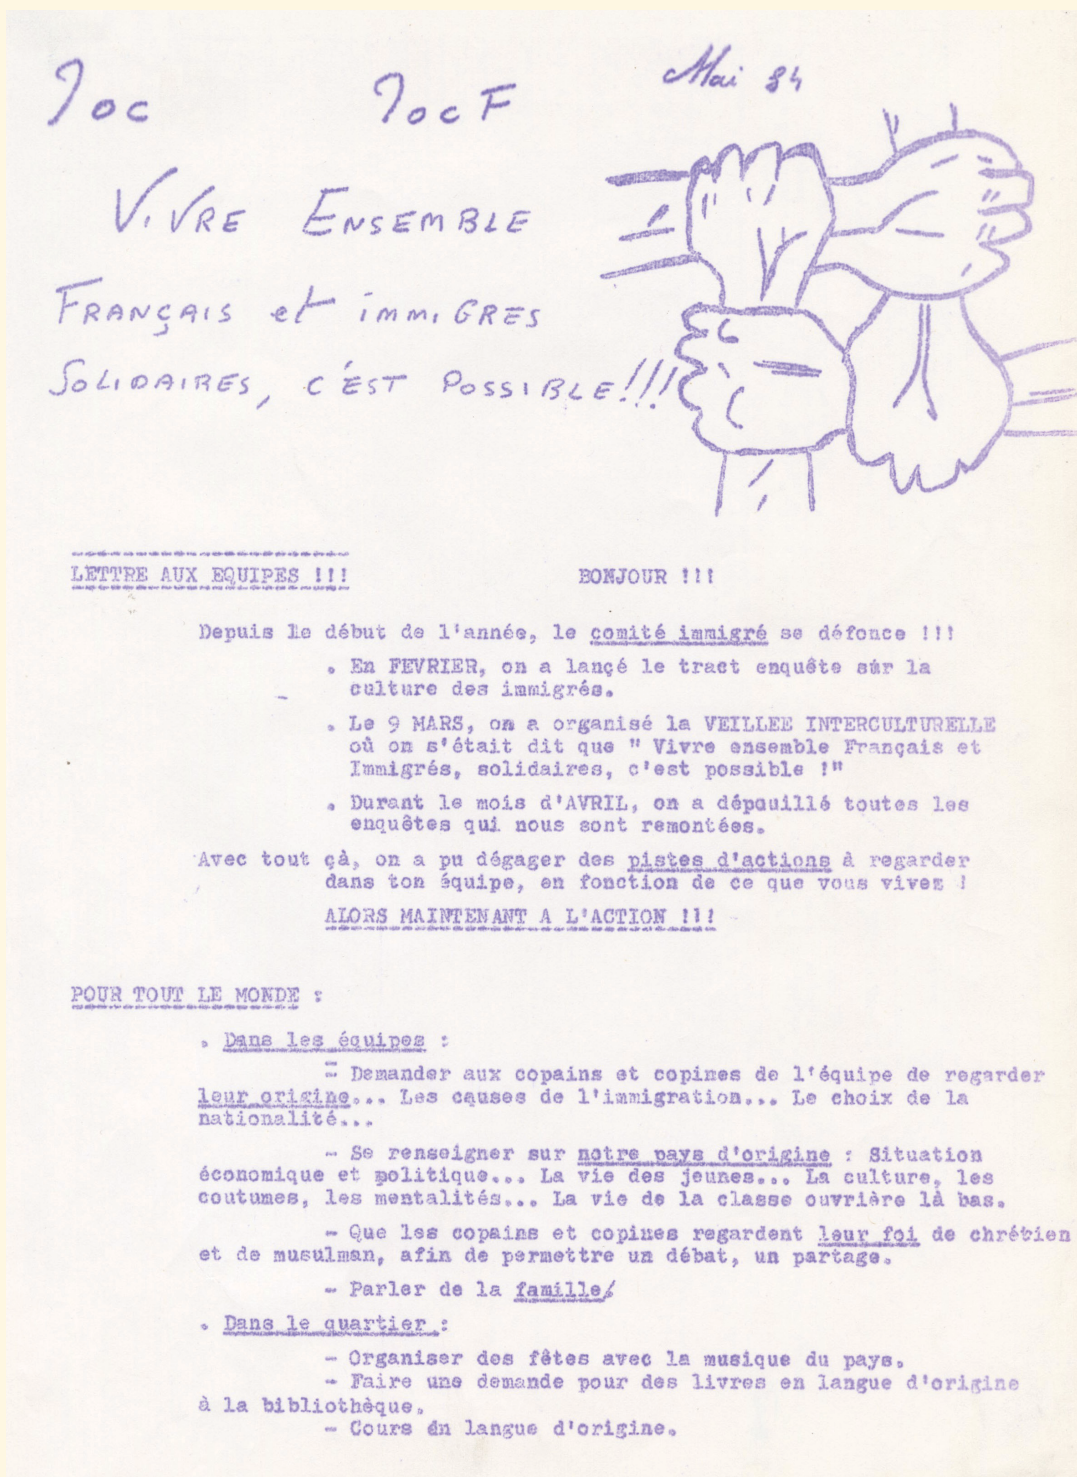 Joc JocF Mai 84
Vivre Ensemble
Français et immigres
Solidaires, c'est possible!!!
LETTRE AUX EQUIPES !!! BONJOUR !!!
Depuis le début de l'année, le comité immigré se défonce !!!
. En FEVRIER, on a lançé le tract enquête sur la
culture des immigrés.
. Le 9 MARS, on a organisé la VEILLEE INTERCULTURELLE
où on s'était dit que " Vivre ensemble Français et
Immigrés, solidaires, c'est possible !"
. Durant le mois d'AVRIL, on a dépouillé toutes les
enquêtes qui nous sont remontées.
Avec tout çà, on a pu dégager des pistes d'actions à regarder
dans ton équipe, en fonction de ce que vous vivez !
ALORS MAINTENANT A L'ACTION !!!
POUR TOUT LE MONDE :
. Dans les équipes :
- Demander aux copains et copines de l'équipe de regarder
leur origine... Les causes de l'immigration... Le choix de la
nationalité...
- Se renseigner sur notre pays d'origine : Situation
économique et politique... La vie des jeunes... La culture, les
coutumes, les mentalités... La vie de la classe ouvrière là bas.
- Que les copains et copines regardent leur foi de chrétien
et de musulman, afin de permettre un débat, un partage.
- Parler de la famille/
. Dans le quartier :
- Organiser des fêtes avec la musique du pays.
- Faire une demande pour des livres en langue d'origine
à la bibliothèque.
- Cours en langue d'origine.